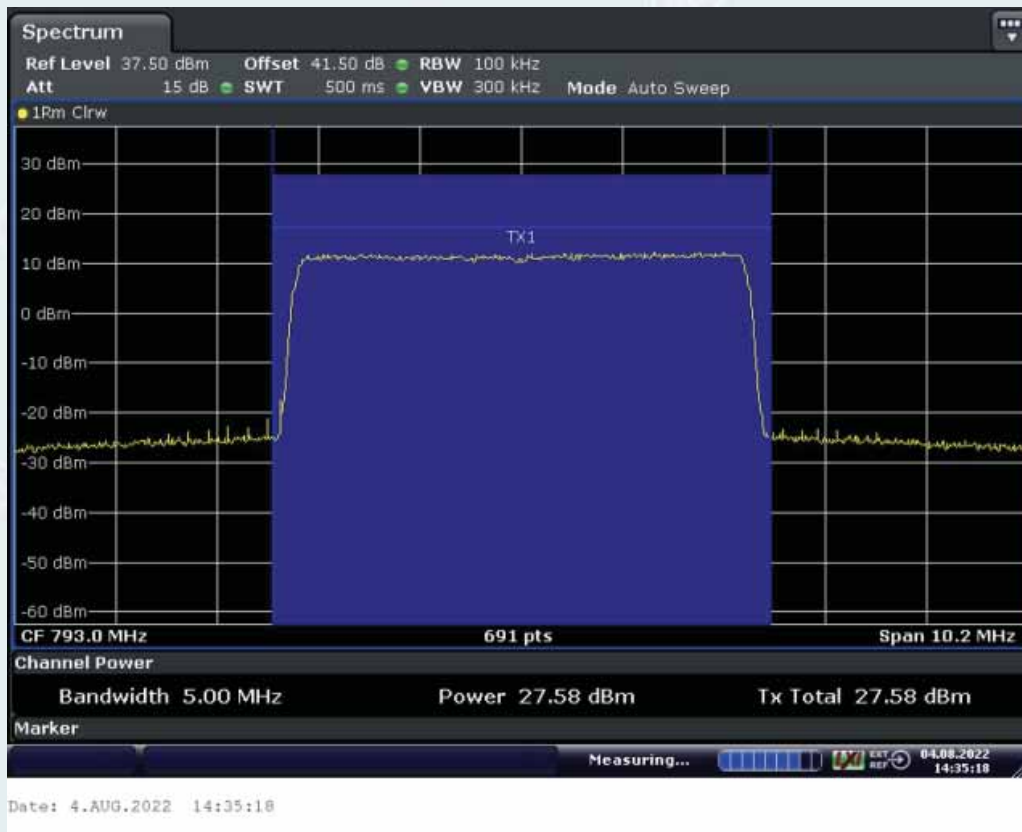 Spectrum
Ref Level 37.50 dBm Offset 41.50 dB RBW 100 kHz
Att 15 dB SWT 500 ms VBW 300 kHz Mode Auto Sweep
1Rm Clrw
30 dBm
20 dBm
TX1
10 dBm
0 dBm
-10 dBm
-20 dBm
-30 dBm
-40 dBm
-50 dBm
-60 dBm
CF 793.0 MHz 691 pts Span 10.2 MHz
Channel Power
Bandwidth 5.00 MHz Power 27.58 dBm Tx Total 27.58 dBm
Marker
Measuring... LXI EXT REF 04.08.2022
14:35:18
Date: 4.AUG.2022 14:35:18